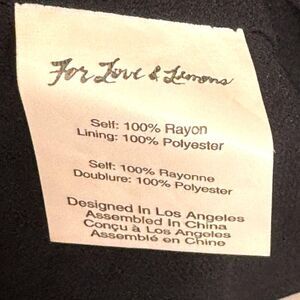 For Love & Lemons
Self: 100% Rayon
Lining: 100% Polyester
Self: 100% Rayonne
Doublure: 100% Polyester
Designed In Los Angeles
Assembled In China
Conçu à Los Angeles
Assemblé en Chine